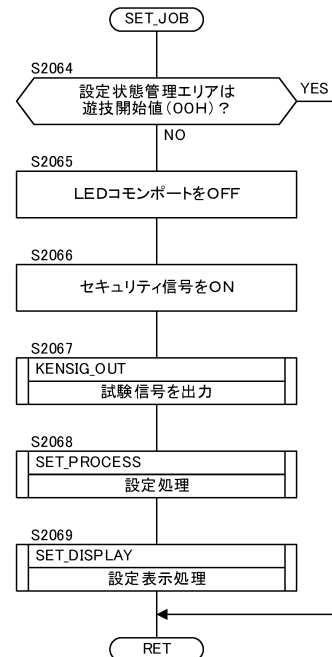 SET_JOB
S2064
設定状態管理エリアは
遊技開始値(00H)?
YES
NO
S2065
LEDコモンポートをOFF
S2066
セキュリティ信号をON
S2067
KENSIG_OUT
試験信号を出力
S2068
SET_PROCESS
設定処理
S2069
SET_DISPLAY
設定表示処理
RET